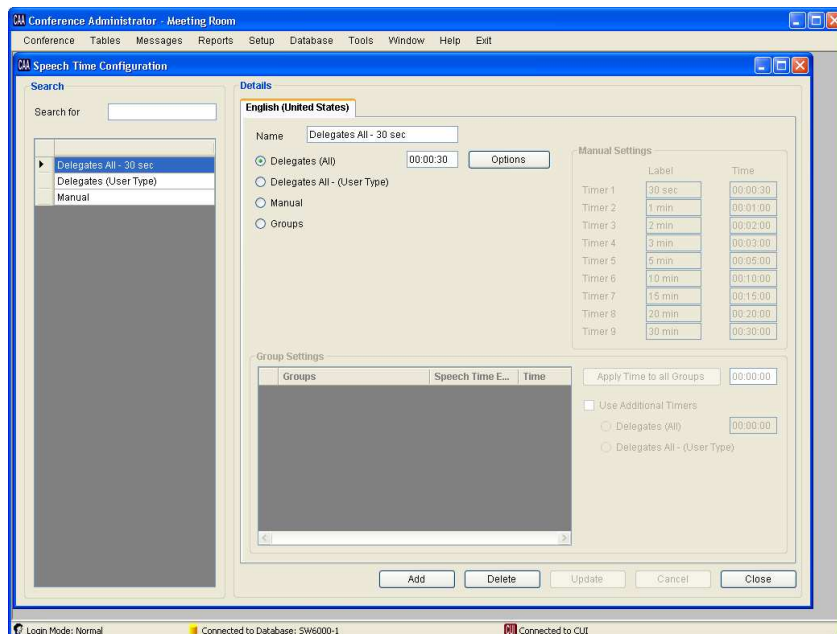 CAA Conference Administrator - Meeting Room
Conference Tables Messages Reports Setup Database Tools Window Help Exit
CAA Speech Time Configuration
Search
Search for
Delegates All - 30 sec
Delegates (User Type)
Manual
Details
English (United States)
Name Delegates All - 30 sec
Delegates (All) 00:00:30 Options
Delegates All - (User Type)
Manual
Groups
Manual Settings
Label Time
Timer 1 30 sec 00:00:30
Timer 2 1 min 00:01:00
Timer 3 2 min 00:02:00
Timer 4 3 min 00:03:00
Timer 5 5 min 00:05:00
Timer 6 10 min 00:10:00
Timer 7 15 min 00:15:00
Timer 8 20 min 00:20:00
Timer 9 30 min 00:30:00
Group Settings
Groups Speech Time E... Time
Apply Time to all Groups 00:00:00
Use Additional Timers
Delegates (All) 00:00:00
Delegates All - (User Type)
Add Delete Update Cancel Close
Login Mode: Normal Connected to Database: SW6000-1 CUI Connected to CUI